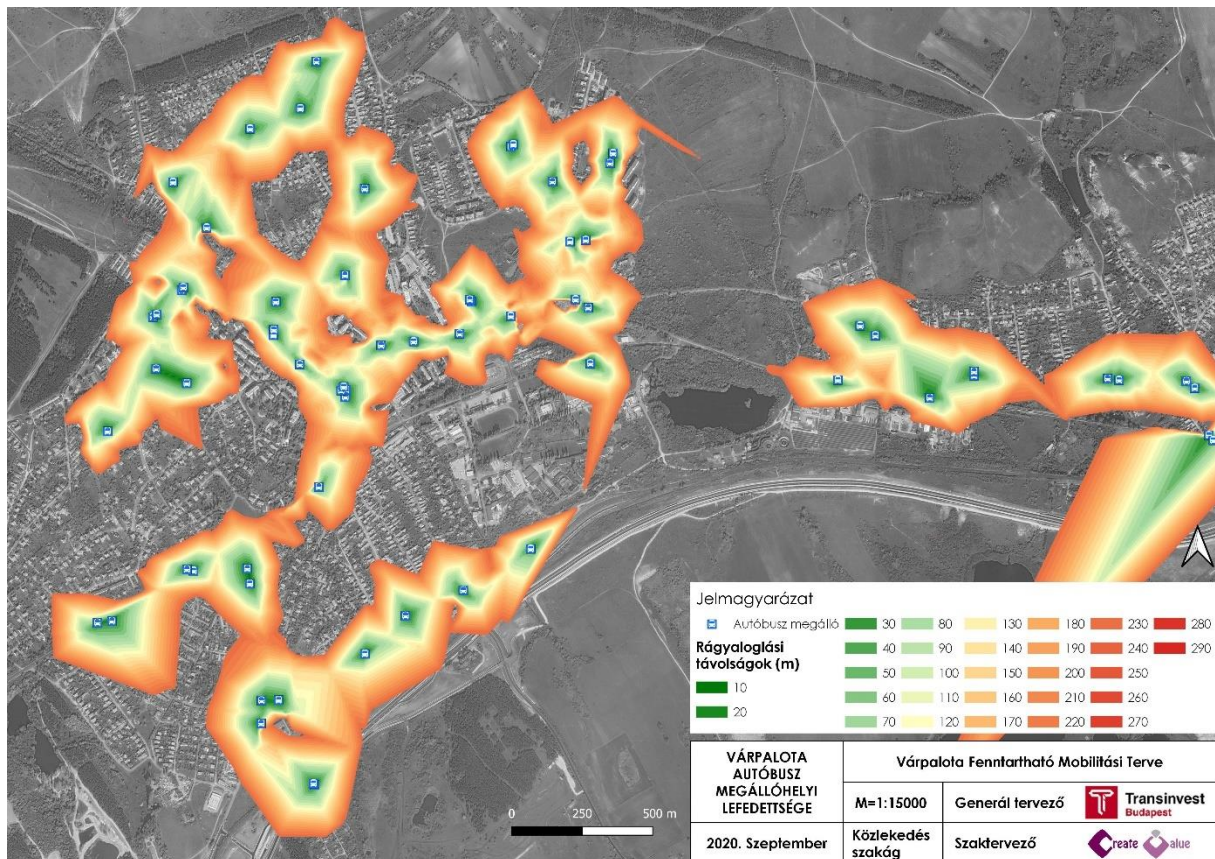 Jelmagyarázat
Autóbusz megálló
Rágyaloglási
távolságok (m)
10
20
30
40
50
60
70
80
90
100
110
120
130
140
150
160
170
180
190
200
210
220
230
240
250
260
270
280
290
0 250 500 m
VÁRPALOTA
AUTÓBUSZ
MEGÁLLÓHELYI
LEFEDETTSÉGE
2020. Szeptember
Várpalota Fenntartható Mobilitási Terve
M=1:15000
Generál tervező
Transinvest
Budapest
Közlekedés
szakág
Szaktervező
Create Value